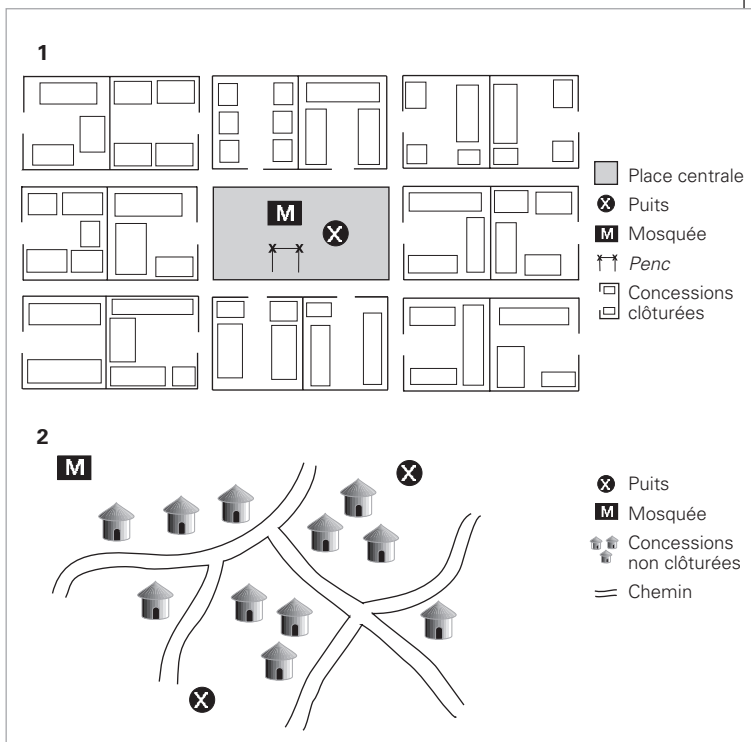 1
M
X
Place centrale
X Puits
M Mosquée
Penc
Concessions
clôturées
2
M
X
X
X Puits
M Mosquée
Concessions
non clôturées
Chemin